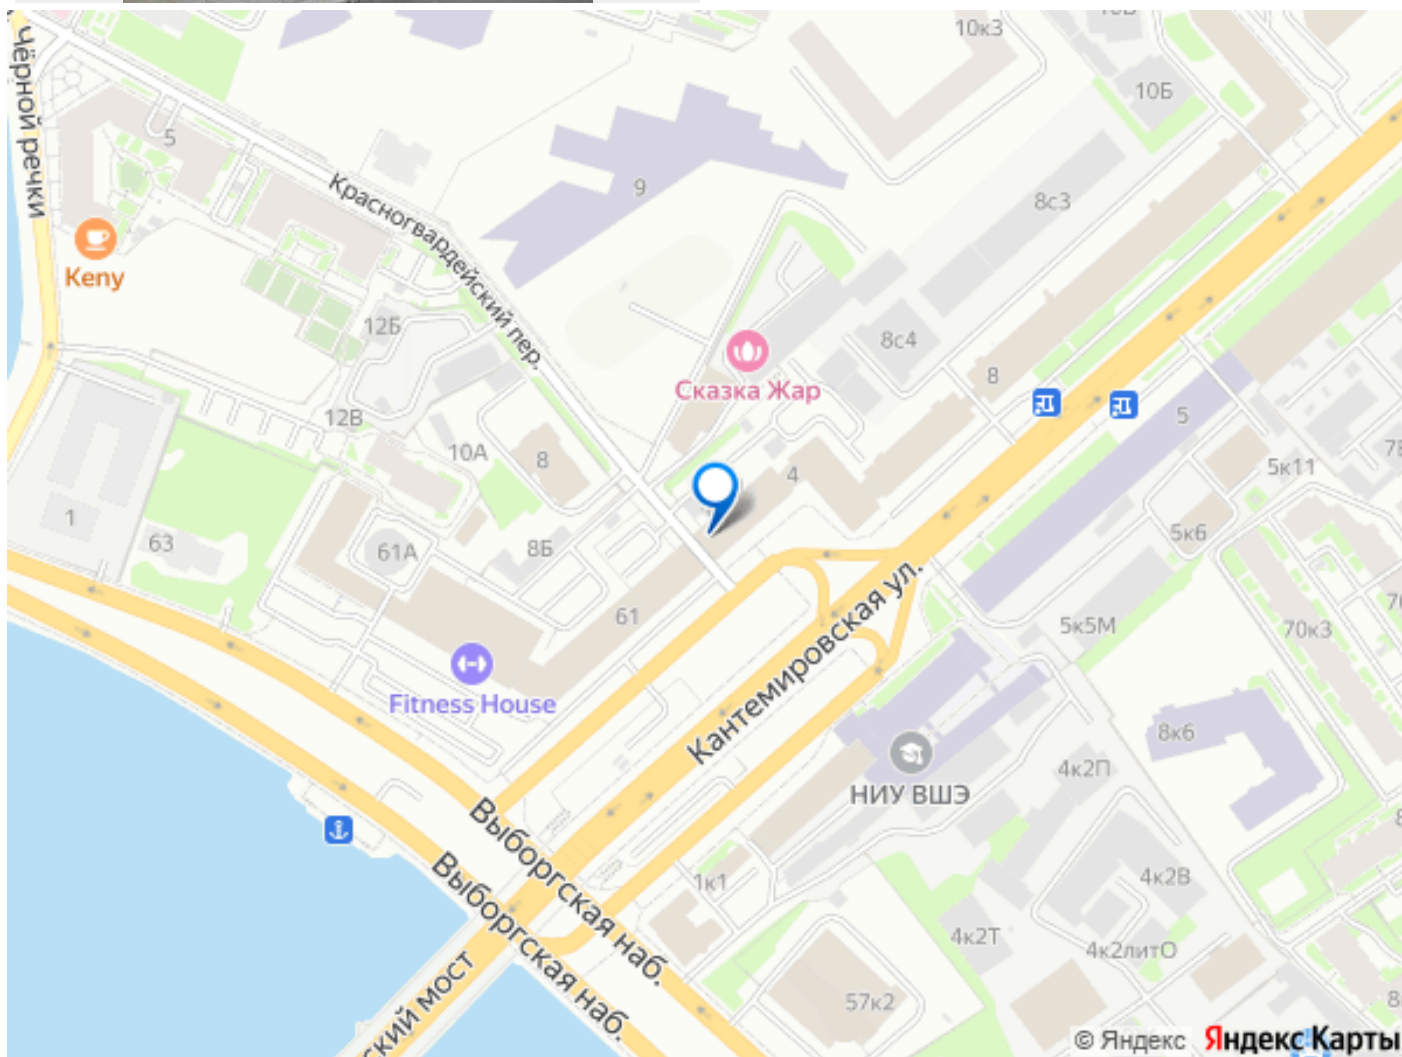 10к3
10Б
Чёрной речки
5
Красногвардейский пер.
9
8с3
Keny
12Б
8с4
Сказка Жар
8
12В
5
10А
8
4
5к11
1
63
61А
8Б
5к6
61
Кантемировская ул.
5к5М
70к3
Fitness House
8к6
НИУ ВШЭ
4к2П
Выборгская наб.
Выборгская наб.
1к1
4к2В
4к2Т
4к2литО
ский мост
57к2
© Яндекс Яндекс Карты